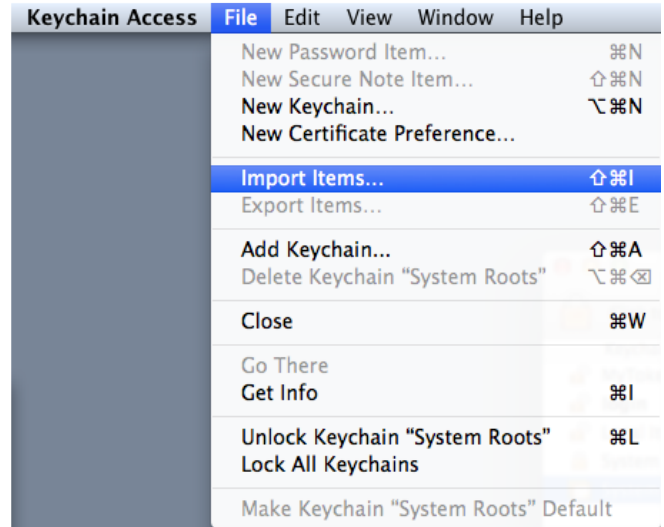 Keychain Access File Edit View Window Help
New Password Item... ⌘N
New Secure Note Item... ⇧⌘N
New Keychain... ⌥⌘N
New Certificate Preference...
Import Items... ⇧⌘I
Export Items... ⇧⌘E
Add Keychain... ⇧⌘A
Delete Keychain “System Roots” ⌥⌘⌫
Close ⌘W
Go There
Get Info ⌘I
Unlock Keychain “System Roots” ⌘L
Lock All Keychains
Make Keychain “System Roots” Default